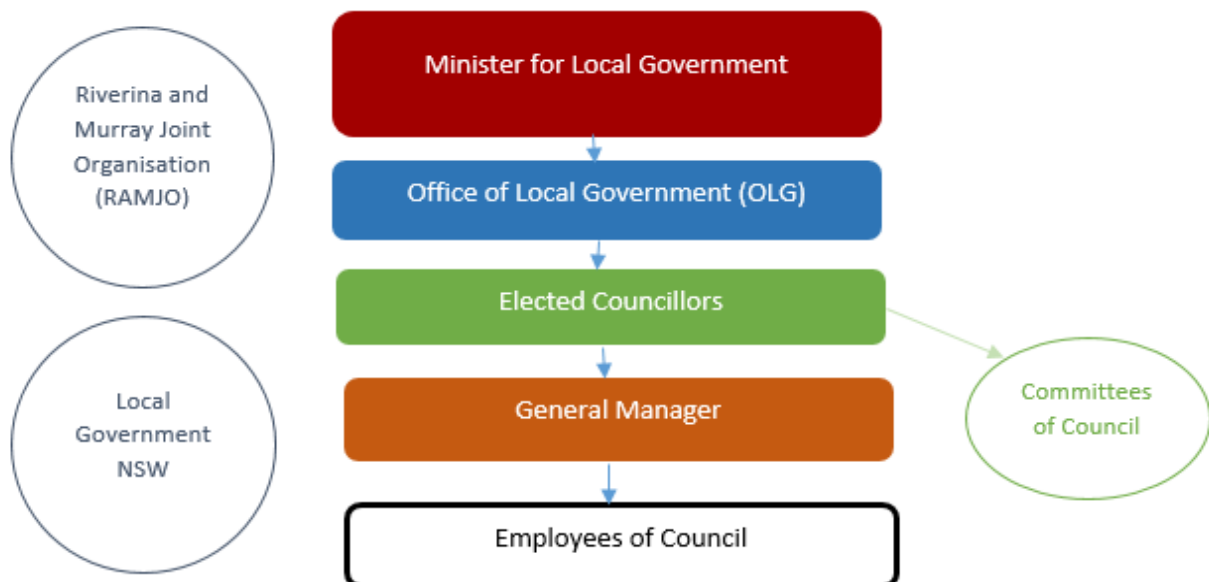 Riverina and
Murray Joint
Organisation
(RAMJO)
Minister for Local Government
Office of Local Government (OLG)
Elected Councillors
Local
Government
NSW
General Manager
Committees
of Council
Employees of Council